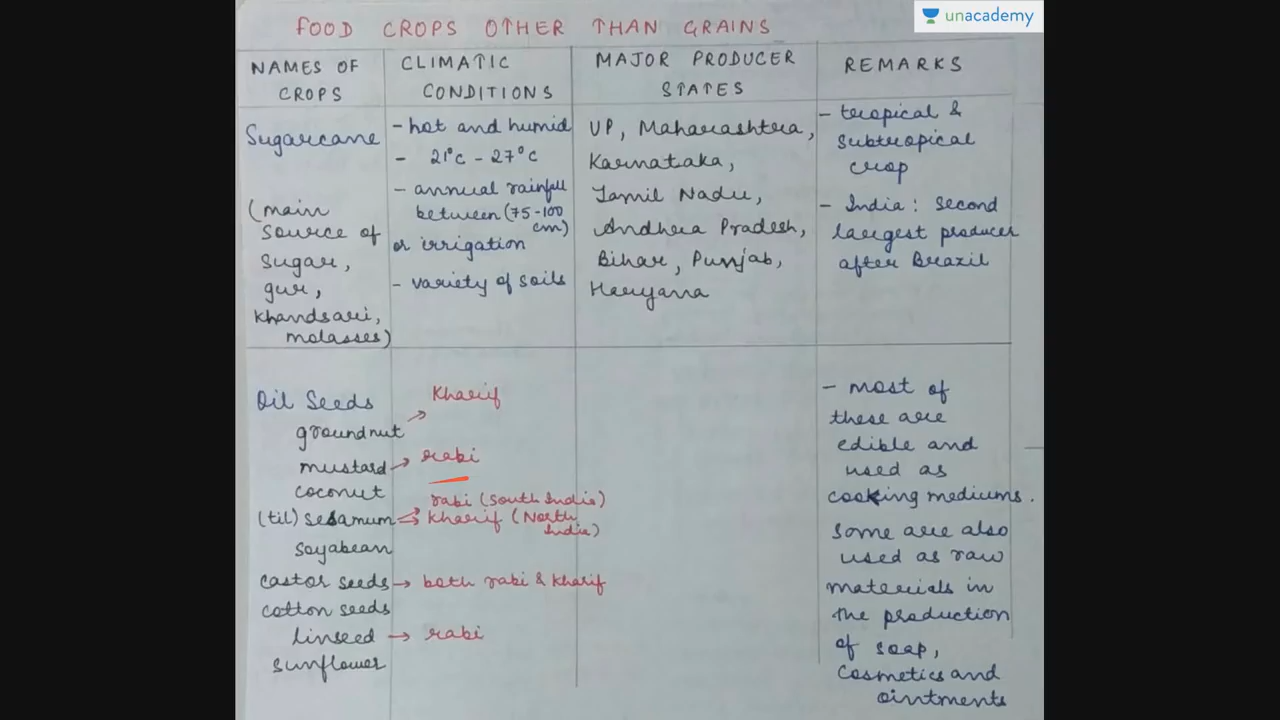 FOOD CROPS OTHER THAN GRAINS
unacademy
NAMES OF
CROPS
CLIMATIC
CONDITIONS
MAJOR PRODUCER
STATES
REMARKS
Sugarcane
(main
source of
sugar,
gur,
khandsari,
molasses)
- hot and humid
- 21°c - 27°c
- annual rainfall
between (75-100
cm)
or irrigation
- variety of soils
UP, Maharashtra,
Karnataka,
Tamil Nadu,
Andhra Pradesh,
Bihar, Punjab,
Haryana
- tropical &
subtropical
crop
- India: second
largest producer
after Brazil
Oil Seeds
groundnut → Kharif
mustard → rabi
coconut
(til) sesamum → rabi (South India)
→ kharif (North
India)
soyabean
castor seeds → both rabi & kharif
cotton seeds
linseed → rabi
sunflower
- most of
these are
edible and
used as
cooking mediums.
Some are also
used as raw
materials in
the production
of soap,
cosmetics and
ointments